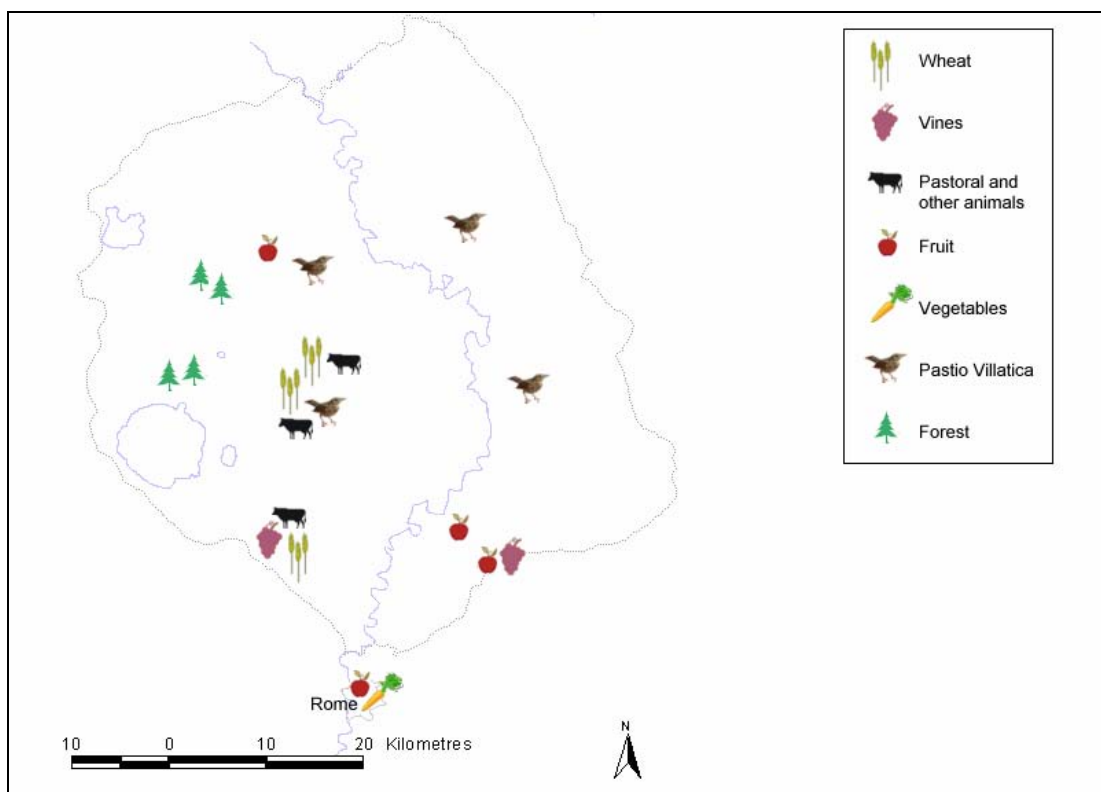 Wheat
Vines
Pastoral and
other animals
Fruit
Vegetables
Pastio Villatica
Forest
Rome
10 0 10 20 Kilometres
N